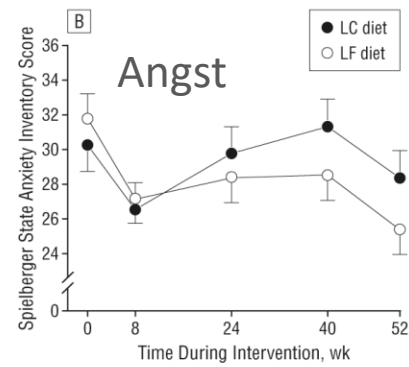 B
LC diet
LF diet
Angst
Spielberger State Anxiety Inventory Score
36
34
32
30
28
26
24
0
0 8 24 40 52
Time During Intervention, wk